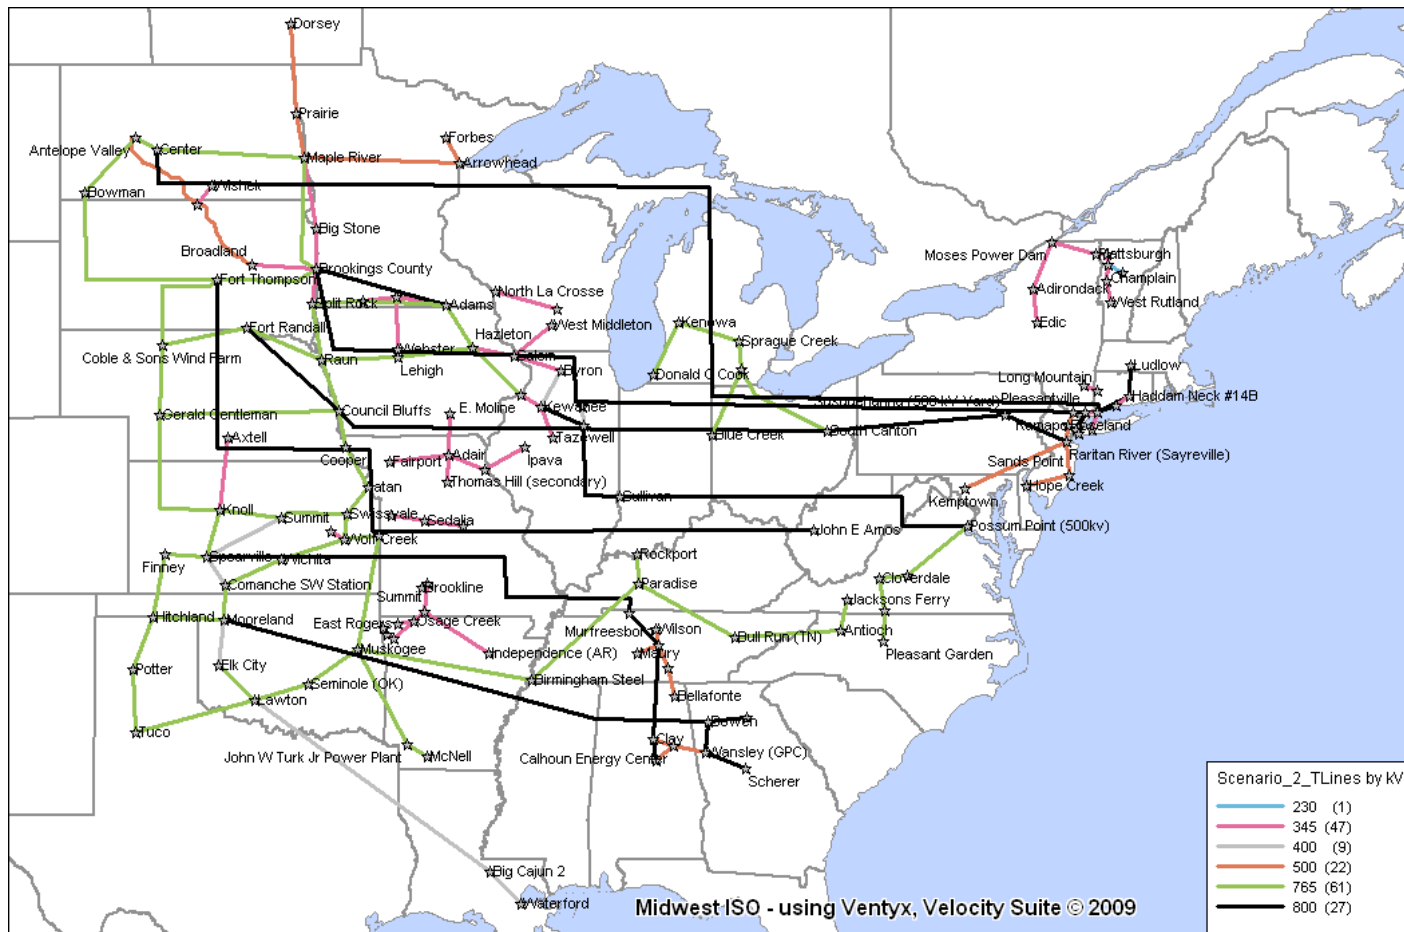 Dorsey
Prairie
Forbes
Antelope Valley
Center
Maple River
Arrowhead
Bowman
Wishek
Big Stone
Broadland
Brookings County
Fort Thompson
Moses Power Dam
Plattsburgh
Champlain
Adirondack
West Rutland
Edic
Split Rock
Adams
North La Crosse
Fort Randall
Hazleton
West Middleton
Kenowa
Sprague Creek
Coble & Sons Wind Farm
Raun
Webster
Lehigh
Salem
Byron
Donald C Cook
Ludlow
Long Mountain
Pleasantville
Haddam Neck #14B
Susquehanna (500 kV Yard)
Gerald Gentleman
Council Bluffs
E. Moline
Kewanee
Ramapo
Axtell
Tazewell
Blue Creek
South Canton
Cooper
Fairport
Adair
Ipava
Raritan River (Sayreville)
Sands Point
Thomas Hill (secondary)
Iatan
Sullivan
Kemptown
Hope Creek
Knoll
Summit
Swissvale
Sedalia
Possum Point (500kv)
John E Amos
Wolf Creek
Finney
Spearville
Wichita
Rockport
Comanche SW Station
Brookline
Summit
Paradise
Cloverdale
Jacksons Ferry
Hitchland
Mooreland
East Rogers
Osage Creek
Murfreesboro
Wilson
Bull Run (TN)
Antioch
Pleasant Garden
Muskogee
Independence (AR)
Maury
Potter
Elk City
Seminole (OK)
Birmingham Steel
Bellafonte
Lawton
Bowen
Tuco
John W Turk Jr Power Plant
McNell
Clay
Calhoun Energy Center
Wansley (GPC)
Scherer
Big Cajun 2
Waterford
Midwest ISO - using Ventyx, Velocity Suite © 2009
Scenario_2_TLines by kV
230 (1)
345 (47)
400 (9)
500 (22)
765 (61)
800 (27)